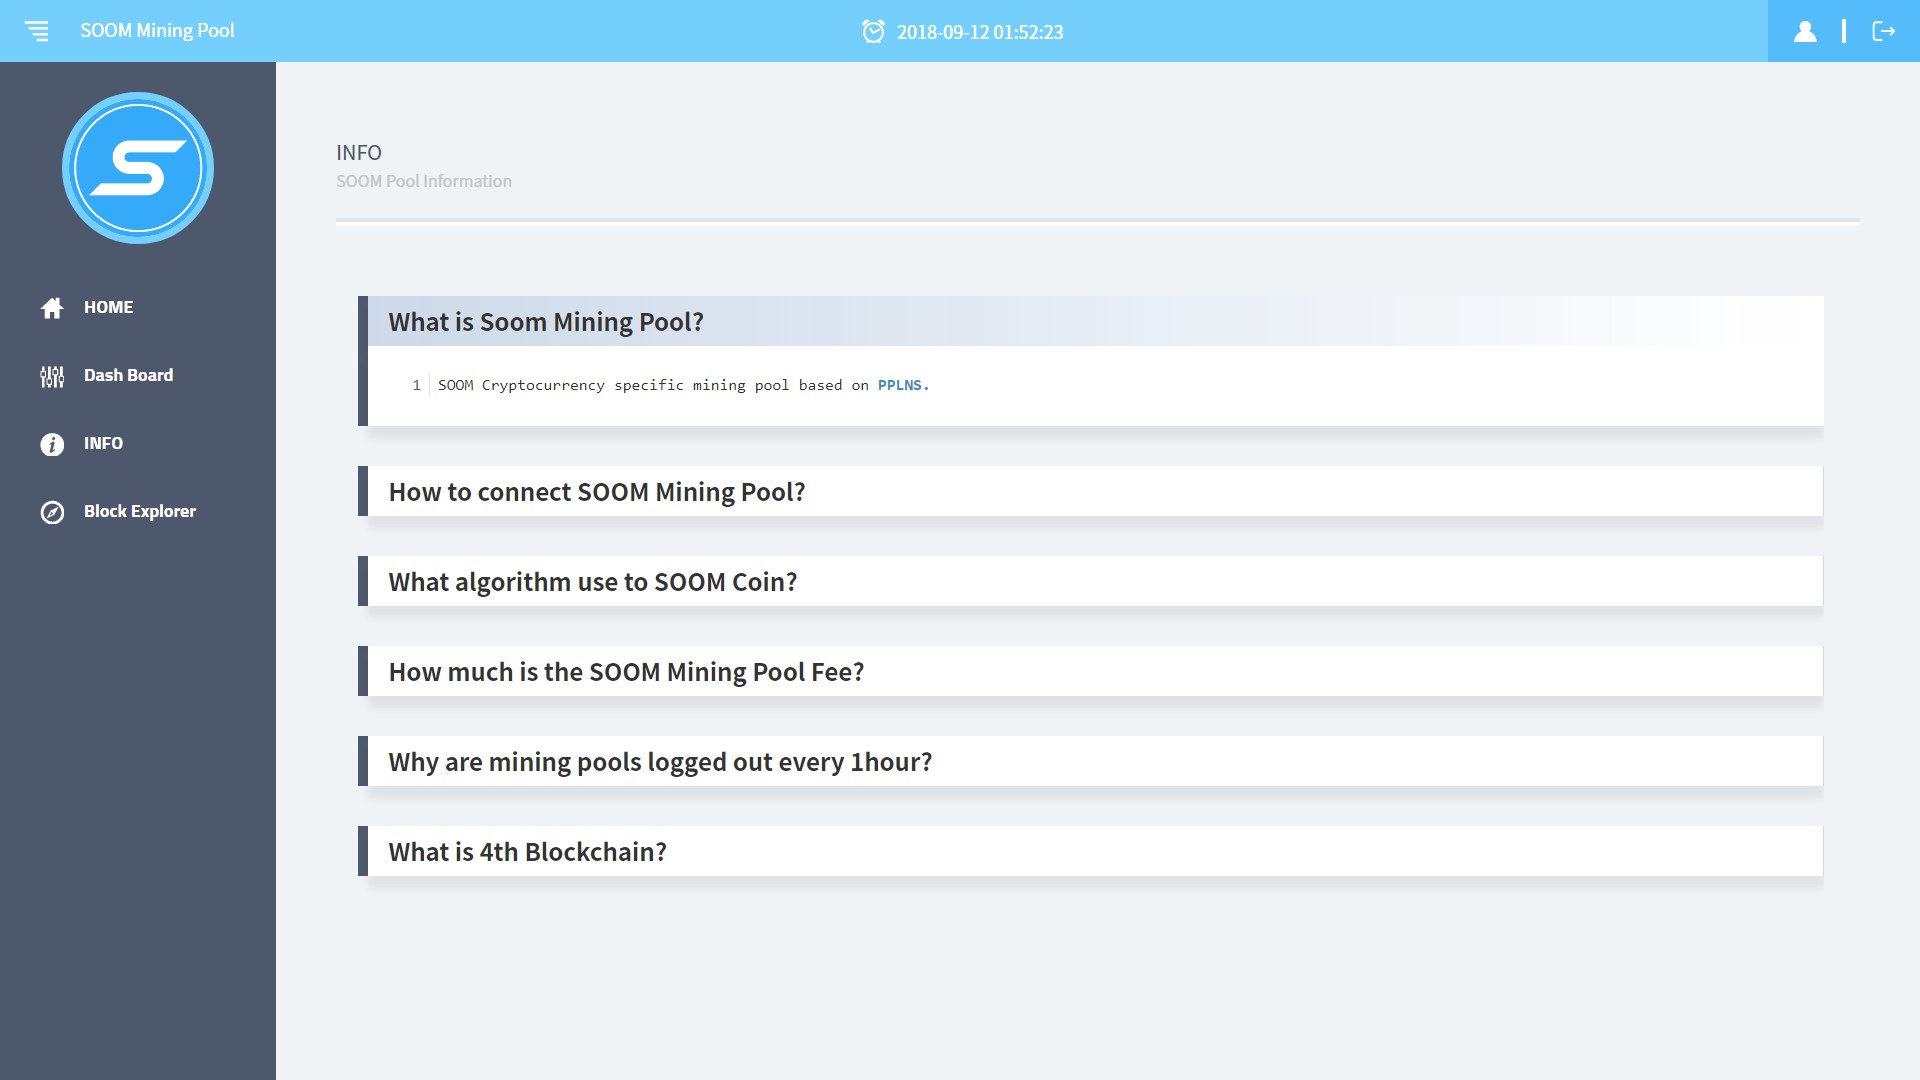 SOOM Mining Pool
2018-09-12 01:52:23
HOME
Dash Board
INFO
Block Explorer
INFO
SOOM Pool Information
What is Soom Mining Pool?
1 SOOM Cryptocurrency specific mining pool based on PPLNS.
How to connect SOOM Mining Pool?
What algorithm use to SOOM Coin?
How much is the SOOM Mining Pool Fee?
Why are mining pools logged out every 1hour?
What is 4th Blockchain?